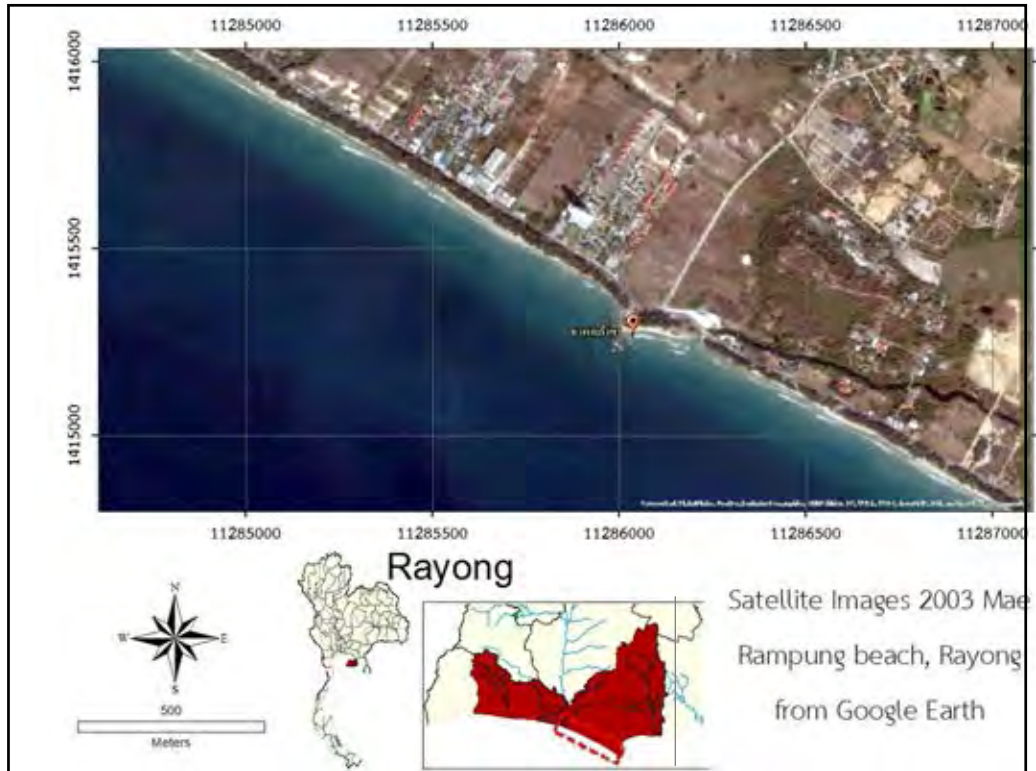 11285000 11285500 11286000 11286500 11287000
1416000
1415500
1415000
11285000 11285500 11286000 11286500 11287000
Rayong
N
W E
S
500
Meters
Satellite Images 2003 Mae
Rampung beach, Rayong
from Google Earth